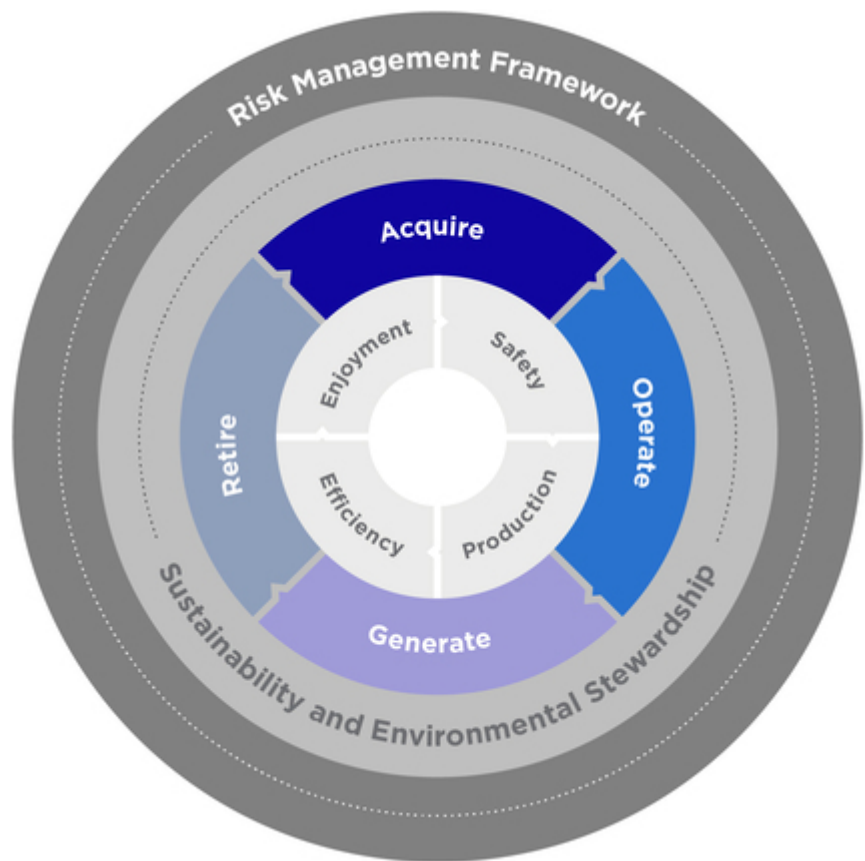 Risk Management Framework
Acquire
Operate
Generate
Retire
Enjoyment
Safety
Production
Efficiency
Sustainability and Environmental Stewardship